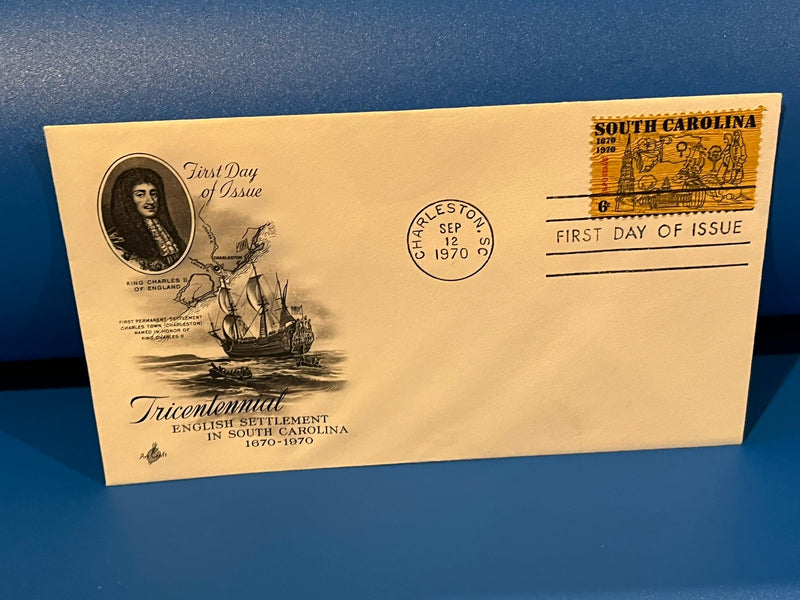 First Day
of Issue
CHARLESTON
KING CHARLES II
OF ENGLAND
FIRST PERMANENT SETTLEMENT
CHARLES TOWN (CHARLESTON)
NAMED IN HONOR OF
KING CHARLES II
Tricentennial
ENGLISH SETTLEMENT
IN SOUTH CAROLINA
1670-1970
ArtCraft
CHARLESTON, SC
SEP
12
1970
SOUTH CAROLINA
1670
1970
6c
FIRST DAY OF ISSUE